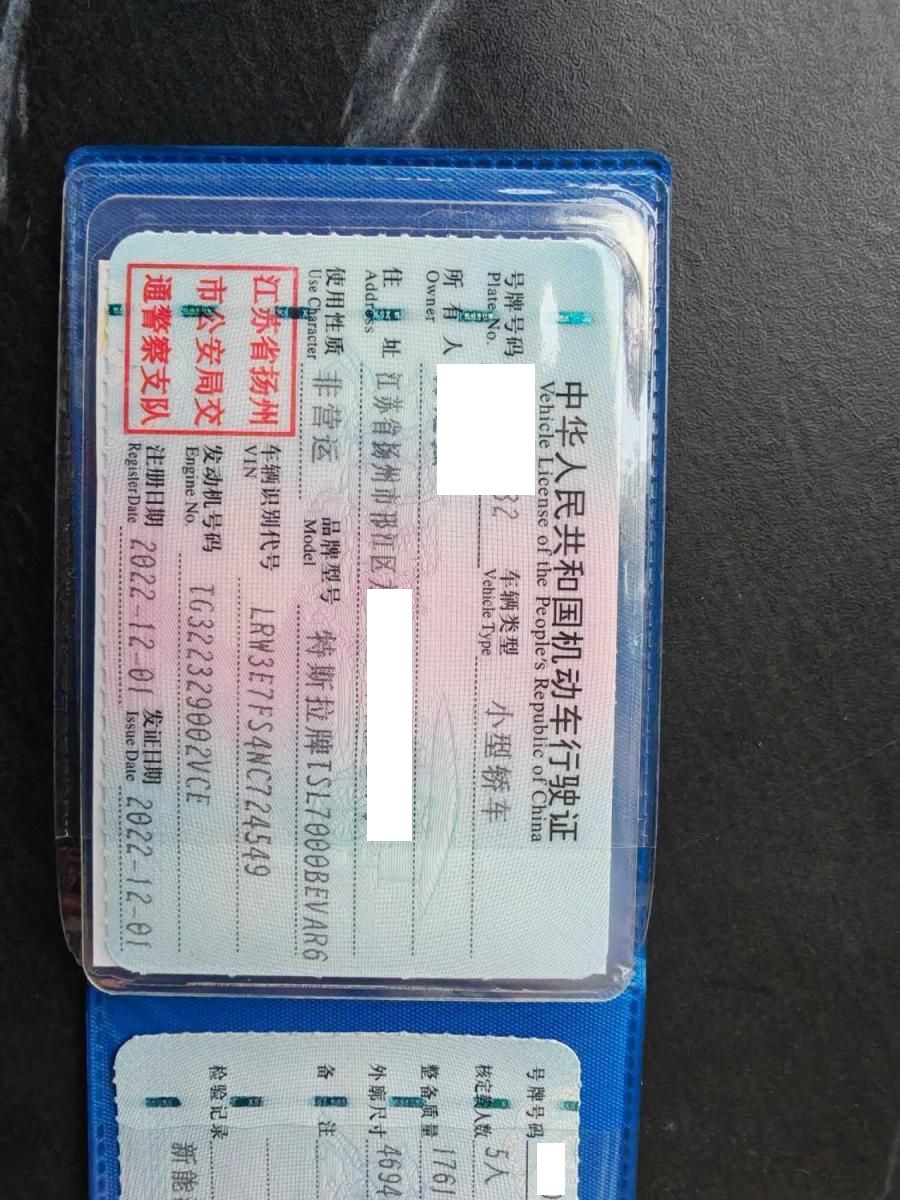 中华人民共和国机动车行驶证
Vehicle License of the People's Republic of China
号牌号码 32 车辆类型 小型轿车
Plate No. Vehicle Type
所有人
Owner
住址 江苏省扬州市邗江区
Address
使用性质 非营运 品牌型号 特斯拉牌TSL7000BEVAR6
Use Character Model
江苏省扬州
市公安局交
通警察支队
车辆识别代号 LRW3E7FS4NC724549
VIN
发动机号码 TG322329002VCE
Engine No.
注册日期 2022-12-01 发证日期 2022-12-01
Register Date Issue Date
号牌号码
核定载人数 5人
整备质量 1761
外廓尺寸 4694
备注
检验记录
新能